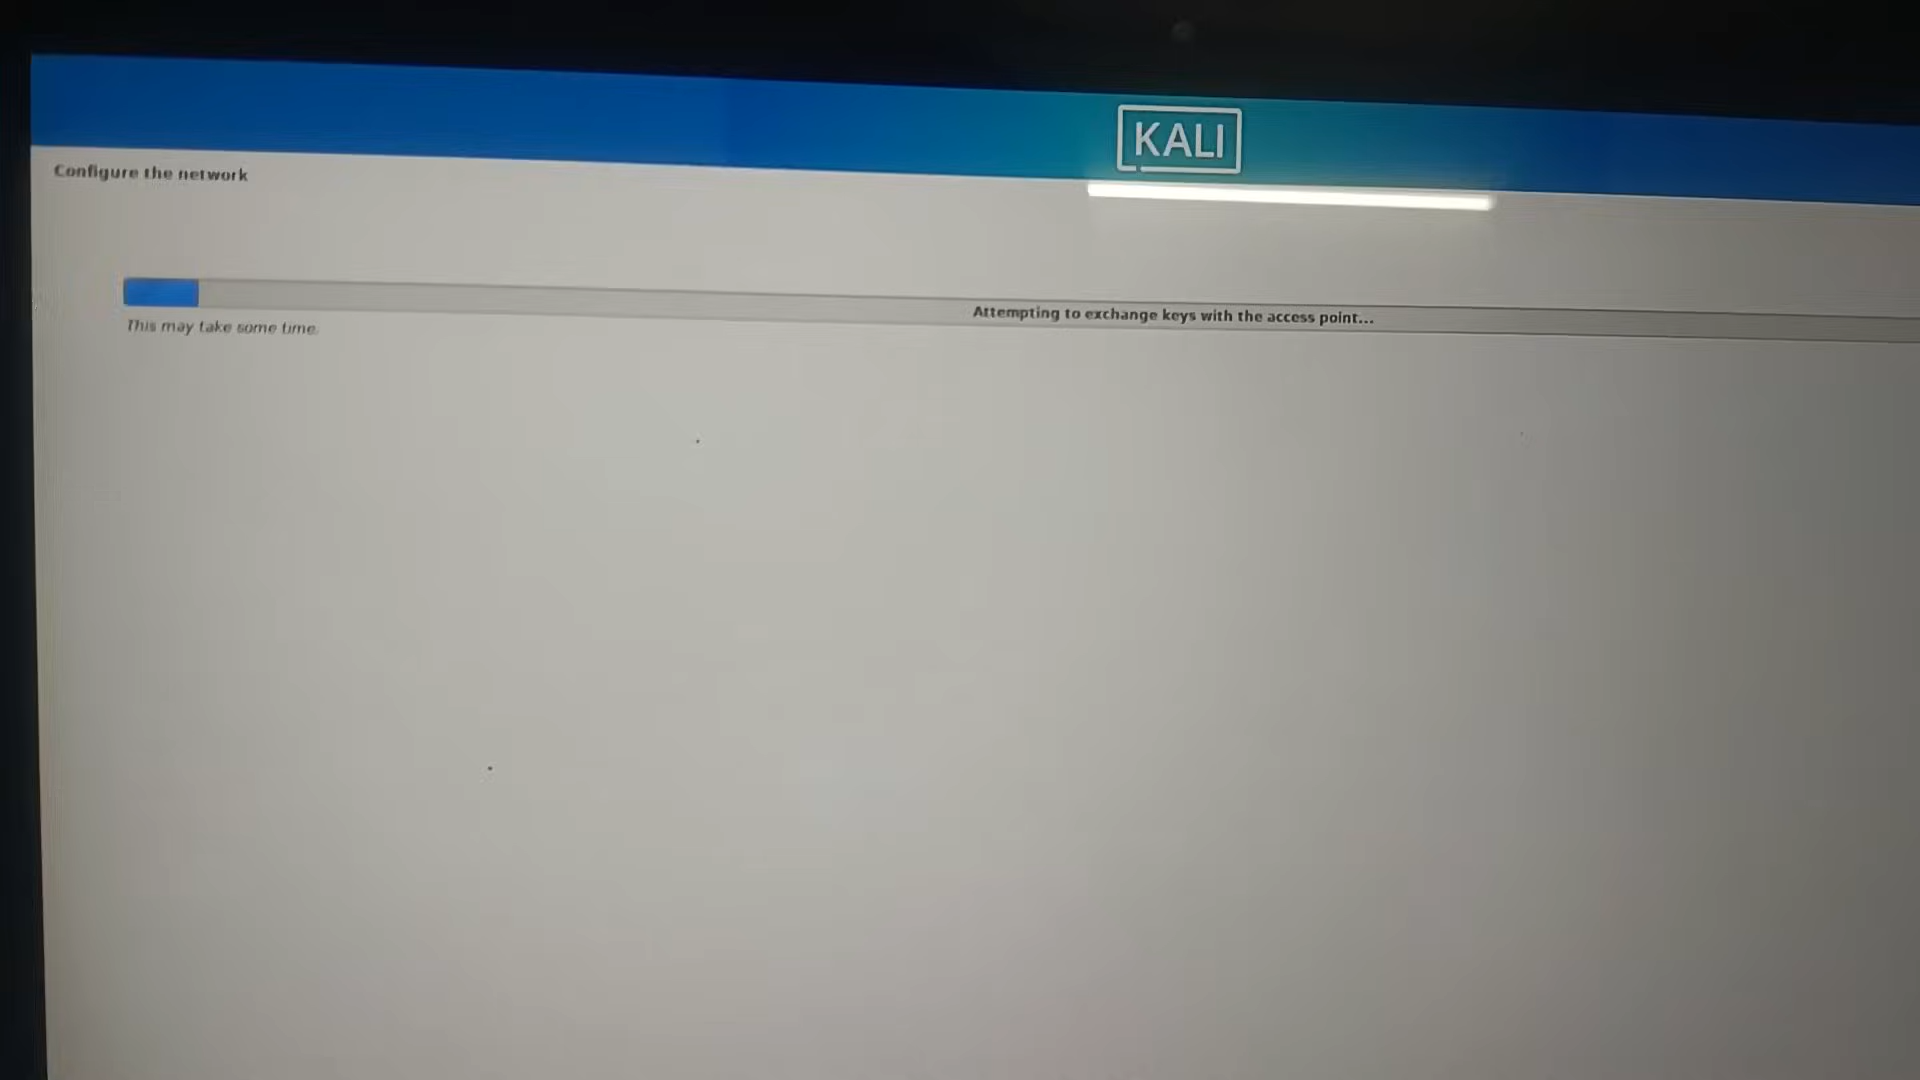 KALI
Configure the network
Attempting to exchange keys with the access point...
This may take some time.